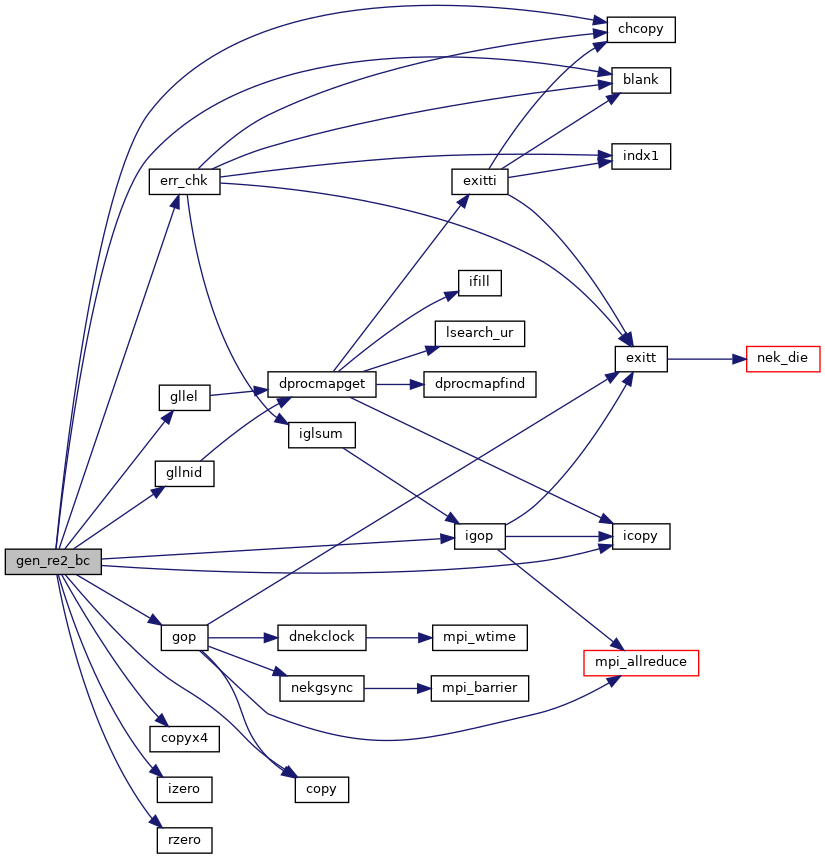 chcopy
blank
indx1
err_chk
exitti
ifill
lsearch_ur
exitt
nek_die
dprocmapget
dprocmapfind
gllel
iglsum
gllnid
igop
icopy
gen_re2_bc
gop
dnekclock
mpi_wtime
mpi_allreduce
nekgsync
mpi_barrier
copyx4
izero
copy
rzero